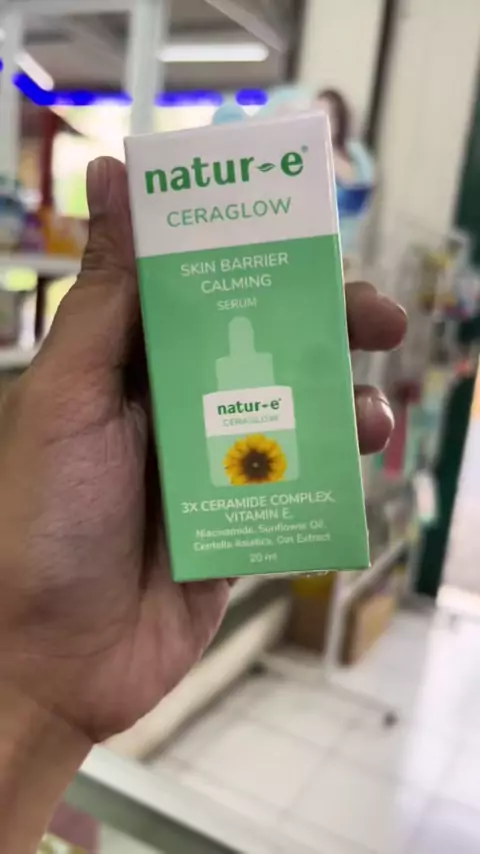 natur-e®
CERAGLOW
SKIN BARRIER
CALMING
SERUM
natur-e®
CERAGLOW
3X CERAMIDE COMPLEX,
VITAMIN E,
Niacinamide, Sunflower Oil,
Centella Asiatica, Oat Extract
20 ml